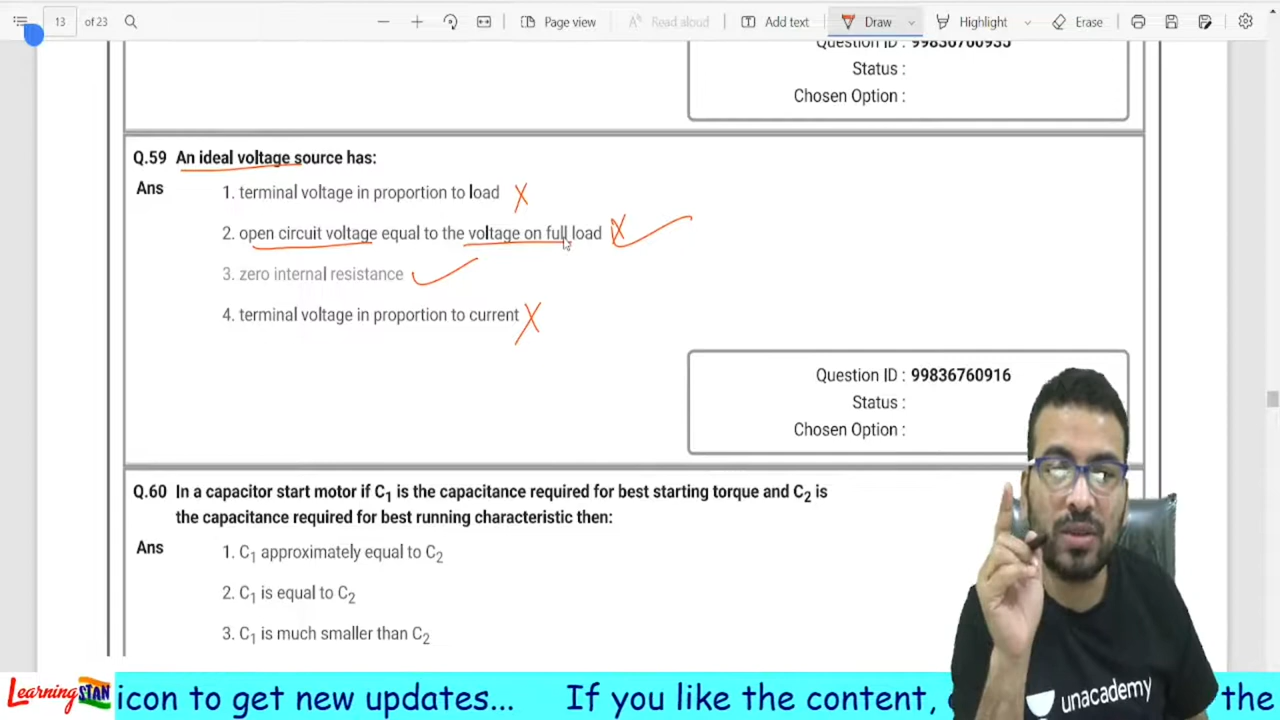 13 of 23
Page view
Read aloud
Add text
Draw
Highlight
Erase
Question ID : 99836760935
Status :
Chosen Option :
Q.59 An ideal voltage source has:
Ans 1. terminal voltage in proportion to load X
2. open circuit voltage equal to the voltage on full load
3. zero internal resistance
4. terminal voltage in proportion to current X
Question ID : 99836760916
Status :
Chosen Option :
Q.60 In a capacitor start motor if C1 is the capacitance required for best starting torque and C2 is
the capacitance required for best running characteristic then:
Ans 1. C1 approximately equal to C2
2. C1 is equal to C2
3. C1 is much smaller than C2
unacademy
Learning STAN icon to get new updates... If you like the content, the